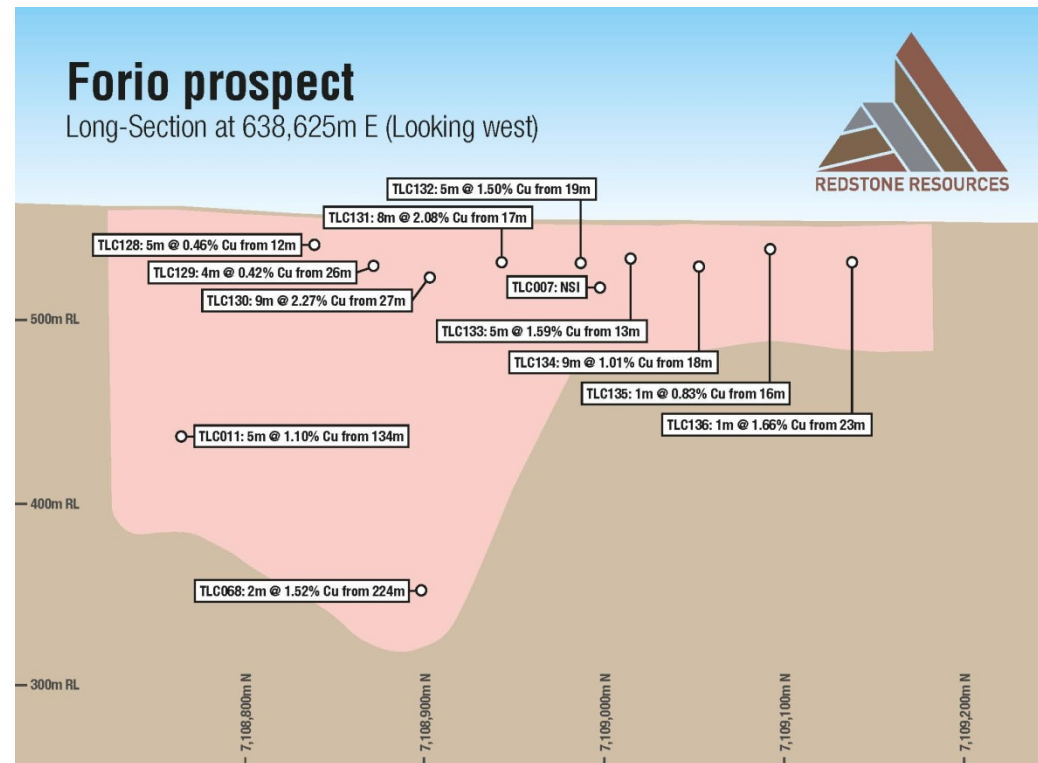 Forio prospect
Long-Section at 638,625m E (Looking west)
REDSTONE RESOURCES
TLC132: 5m @ 1.50% Cu from 19m
TLC131: 8m @ 2.08% Cu from 17m
TLC128: 5m @ 0.46% Cu from 12m
TLC129: 4m @ 0.42% Cu from 26m
TLC130: 9m @ 2.27% Cu from 27m
TLC007: NSI
500m RL
TLC133: 5m @ 1.59% Cu from 13m
TLC134: 9m @ 1.01% Cu from 18m
TLC135: 1m @ 0.83% Cu from 16m
TLC136: 1m @ 1.66% Cu from 23m
TLC011: 5m @ 1.10% Cu from 134m
400m RL
TLC068: 2m @ 1.52% Cu from 224m
300m RL
7,108,800m N
7,108,900m N
7,109,000m N
7,109,100m N
7,109,200m N